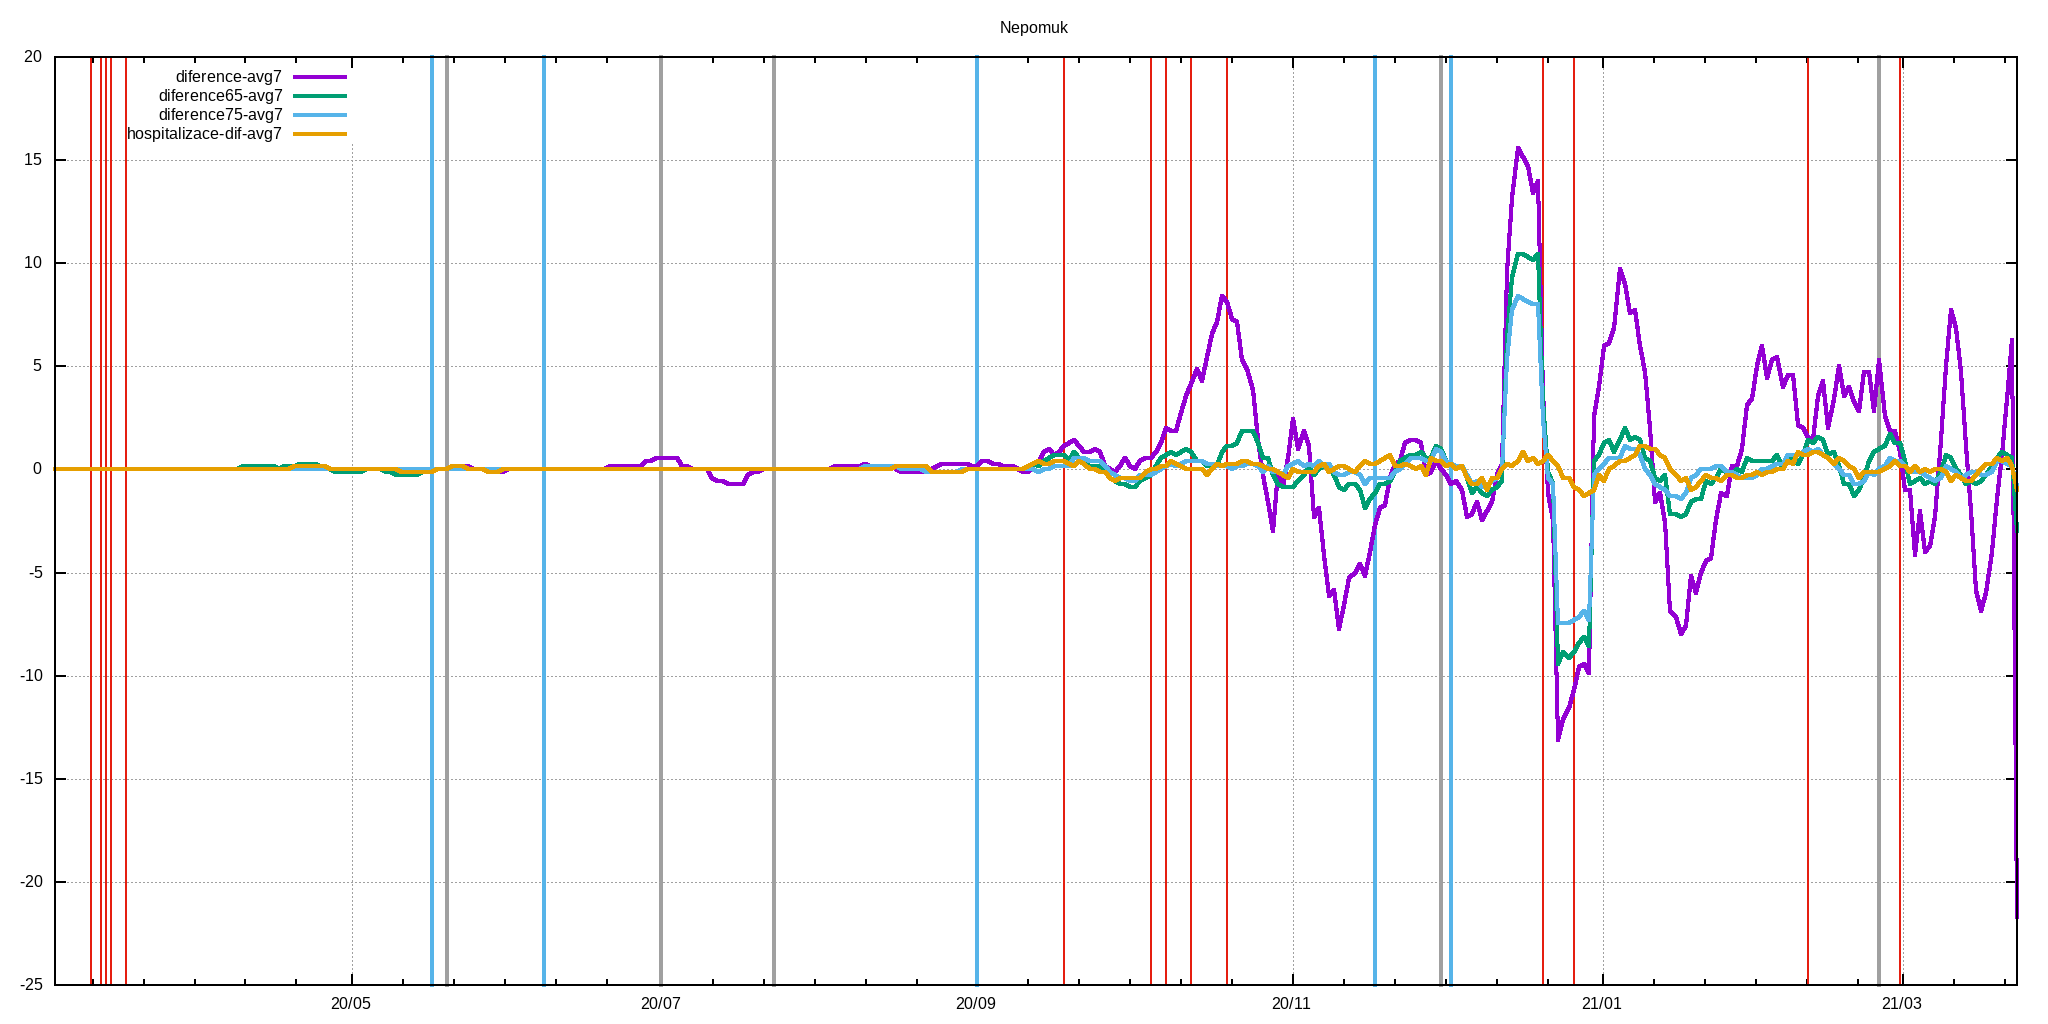 Nepomuk
diference-avg7
diference65-avg7
diference75-avg7
hospitalizace-dif-avg7
20
15
10
5
0
-5
-10
-15
-20
-25
20/05 20/07 20/09 20/11 21/01 21/03